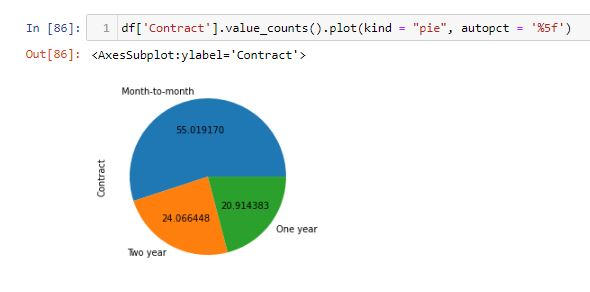 In [86]: 1 df['Contract'].value_counts().plot(kind = "pie", autopct = '%5f')
Out[86]: <AxesSubplot:ylabel='Contract'>
Month-to-month
55.019170
Contract
20.914383
24.066448
One year
Two year